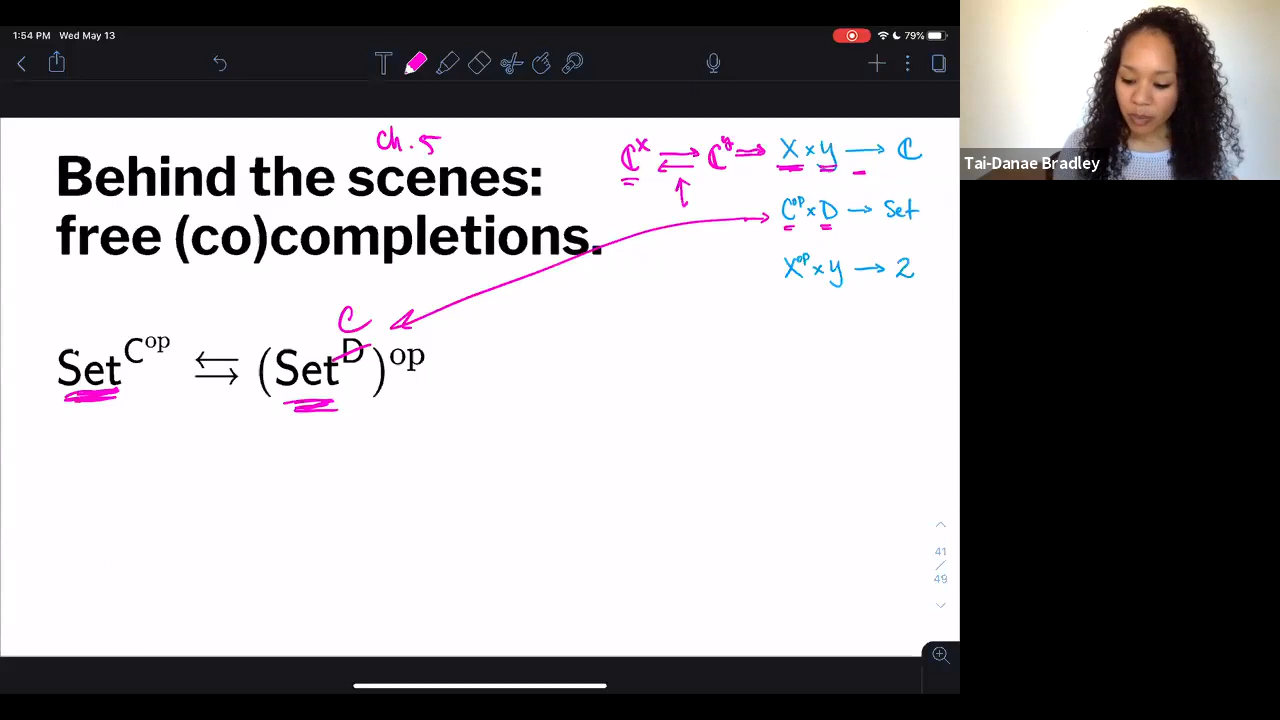 1:54 PM Wed May 13
79%
Tai-Danae Bradley
Ch. 5
Behind the scenes:
free (co)completions.
ℂ^X ⇄ ℂ^Y ⇒ X × Y → ℂ
C^op × D → Set
X^op × Y → 2
C
Set^C^op ⇆ (Set^D)^op
41
/
49